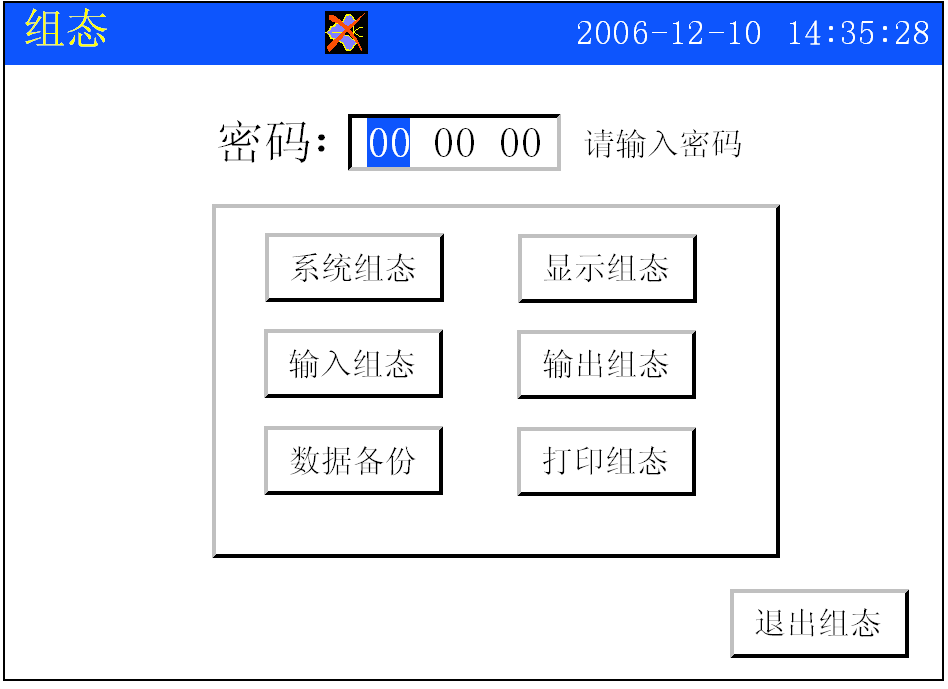 组态 2006-12-10 14:35:28
密码: 00 00 00 请输入密码
系统组态 显示组态
输入组态 输出组态
数据备份 打印组态
退出组态